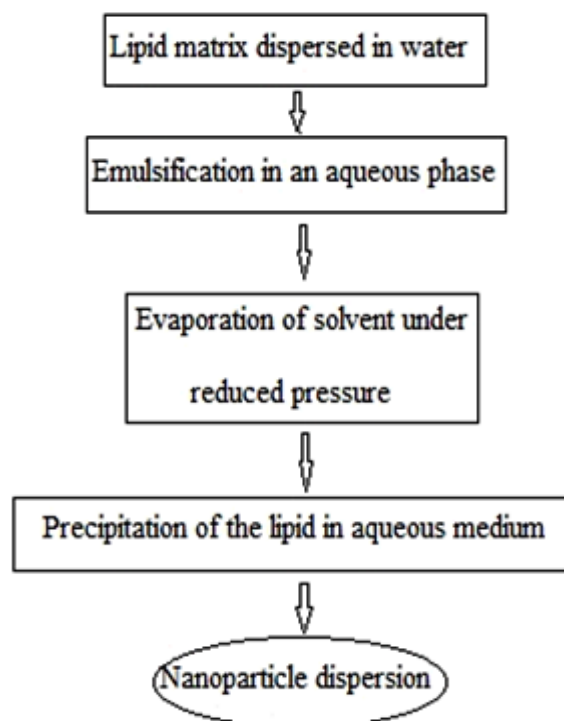 Lipid matrix dispersed in water
Emulsification in an aqueous phase
Evaporation of solvent under
reduced pressure
Precipitation of the lipid in aqueous medium
Nanoparticle dispersion